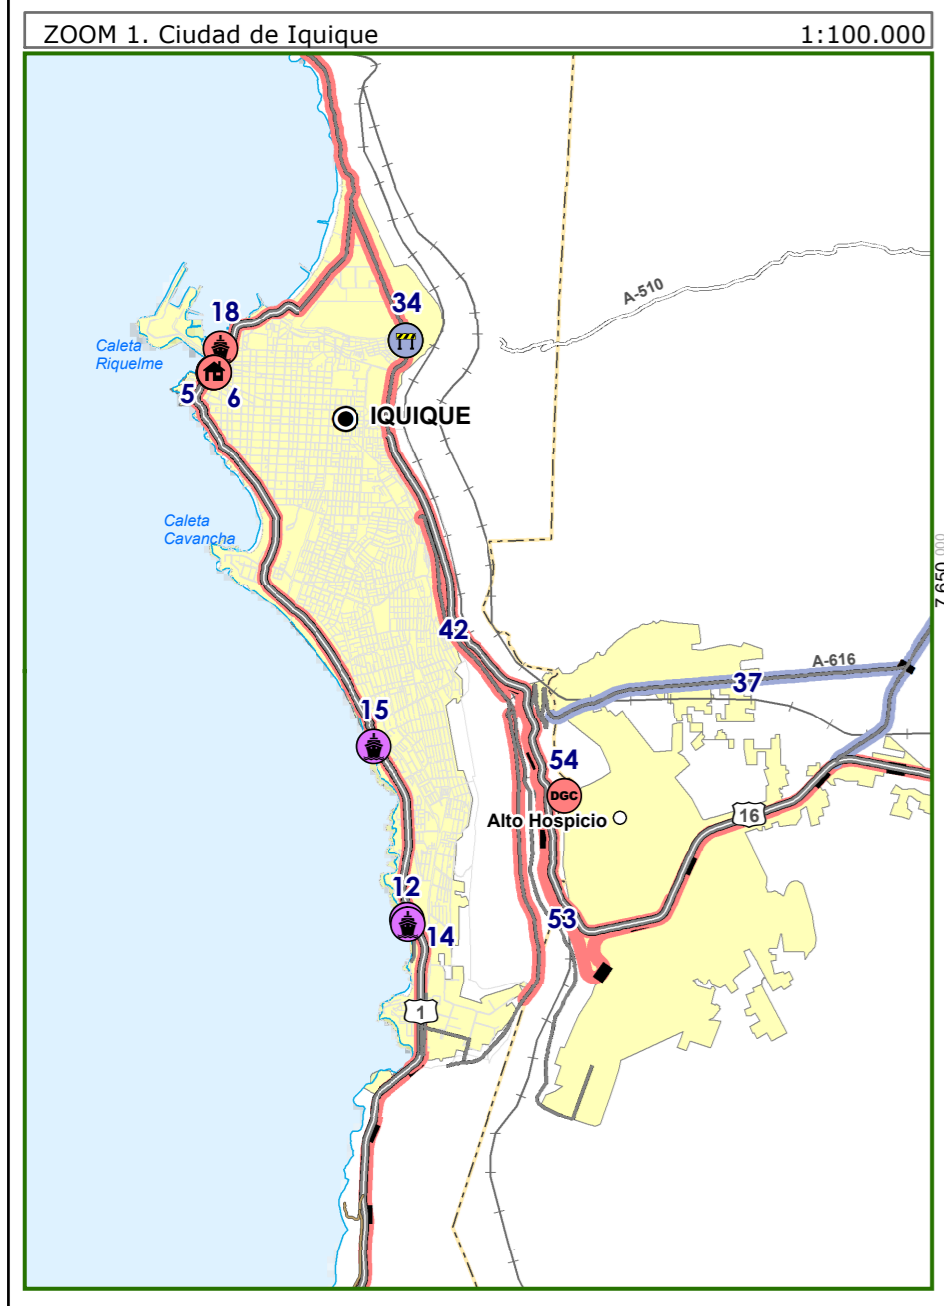 ZOOM 1. Ciudad de Iquique 1:100.000
A-510
18
34
Caleta
Riquelme
5
6
IQUIQUE
Caleta
Cavancha
7.650.000
42
A-616
37
15
54
DGC
Alto Hospicio
16
12
53
14
1